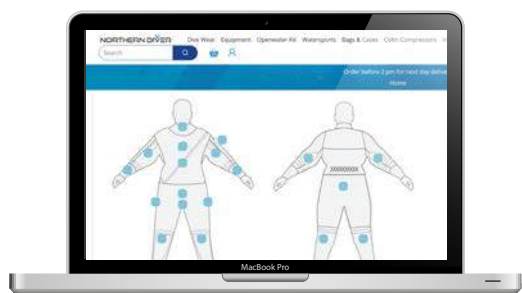 NORTHERN DIVER
Dive Wear Equipment Openwater Kit Watersports Bags & Cases Coltri Compressors
Search
Order before 2 pm for next day delive
Home
MacBook Pro